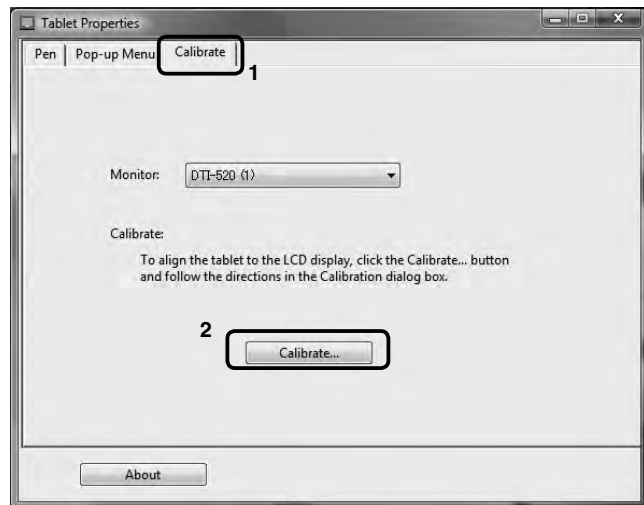 Tablet Properties
Pen Pop-up Menu Calibrate
1
Monitor: DTI-520 (1)
Calibrate:
To align the tablet to the LCD display, click the Calibrate... button
and follow the directions in the Calibration dialog box.
2
Calibrate...
About